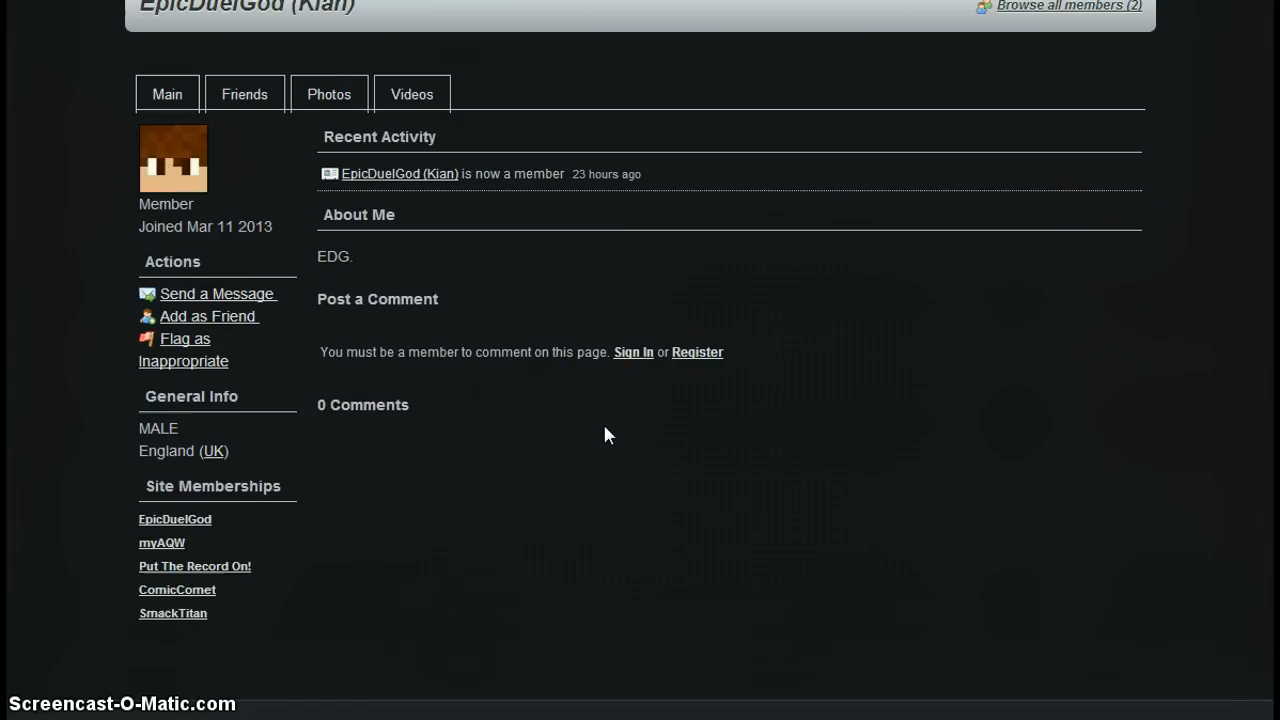 EpicDuelGod (Kian)
Browse all members (2)
Main
Friends
Photos
Videos
Recent Activity
EpicDuelGod (Kian) is now a member 23 hours ago
Member
Joined Mar 11 2013
About Me
EDG.
Actions
Send a Message
Add as Friend
Flag as
Inappropriate
Post a Comment
You must be a member to comment on this page. Sign In or Register
0 Comments
General Info
MALE
England (UK)
Site Memberships
EpicDuelGod
myAQW
Put The Record On!
ComicComet
SmackTitan
Screencast-O-Matic.com